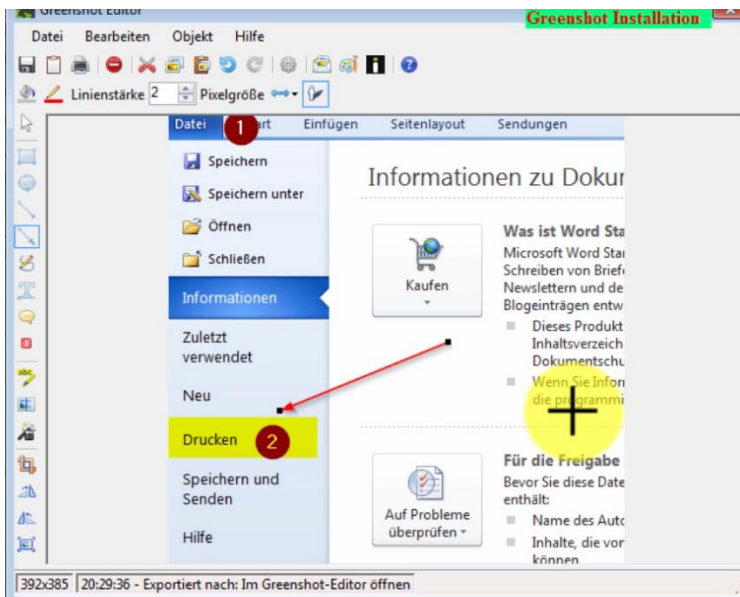 Greenshot Editor
Greenshot Installation
Datei Bearbeiten Objekt Hilfe
Linienstärke 2 Pixelgröße
Datei 1 art Einfügen Seitenlayout Sendungen
Speichern
Speichern unter
Öffnen
Schließen
Informationen
Zuletzt
verwendet
Neu
Drucken 2
Speichern und
Senden
Hilfe
Informationen zu Dokur
Kaufen
Was ist Word Sta
Microsoft Word Star
Schreiben von Briefe
Newslettern und de
Blogeinträgen entw
Dieses Produkt
Inhaltsverzeich
Dokumentschu
Wenn Sie Inforr
die programmi
Auf Probleme
überprüfen
Für die Freigabe
Bevor Sie diese Date
enthält:
Name des Auto
Inhalte, die vor
können
392x385 20:29:36 - Exportiert nach: Im Greenshot-Editor öffnen